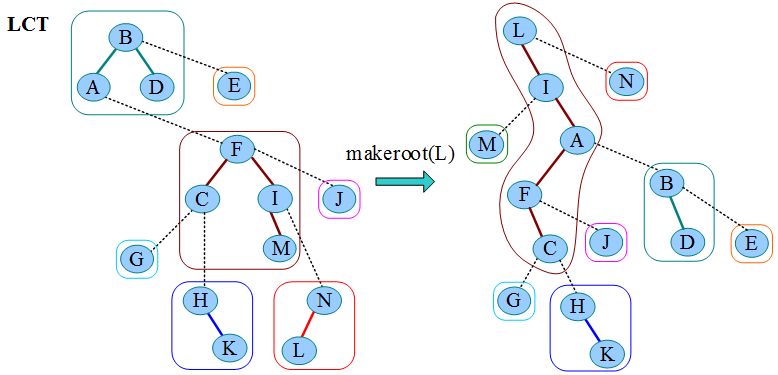 LCT
B
A
D
E
F
C
I
J
M
G
H
N
K
L
makeroot(L)
L
N
I
M
A
B
F
J
D
E
C
G
H
K